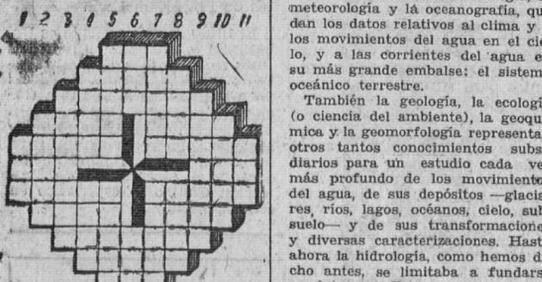 1 2 3 4 5 6 7 8 9 10 11
meteorología y la oceanografía, qu
dan los datos relativos al clima y
los movimientos del agua en el cie
lo, y a las corrientes del agua e
su más grande embalse: el sistem
oceánico terrestre.
También la geología, la ecologí
(o ciencia del ambiente), la geoqu
mica y la geomorfología representa
otros tantos conocimientos subs
diarios para un estudio cada ve
más profundo de los movimiento
del agua, de sus depósitos —glacia
res, ríos, lagos, océanos, cielo, sub
suelo— y de sus transformacione
y diversas caracterizaciones. Hast
ahora la hidrología, como hemos di
cho antes, se limitaba a fundars